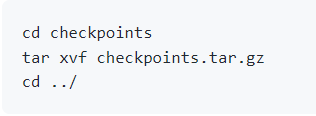 cd checkpoints
tar xvf checkpoints.tar.gz
cd ../